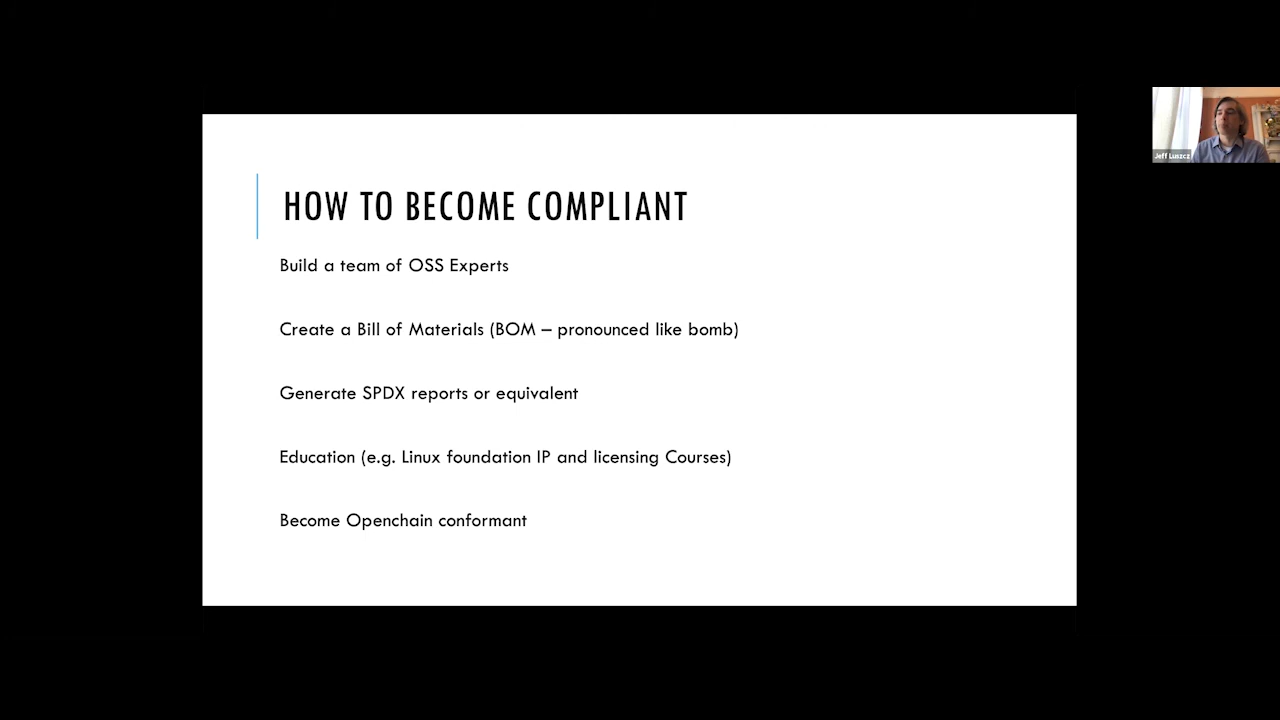 HOW TO BECOME COMPLIANT
Build a team of OSS Experts
Create a Bill of Materials (BOM – pronounced like bomb)
Generate SPDX reports or equivalent
Education (e.g. Linux foundation IP and licensing Courses)
Become Openchain conformant
Jeff Luszcz